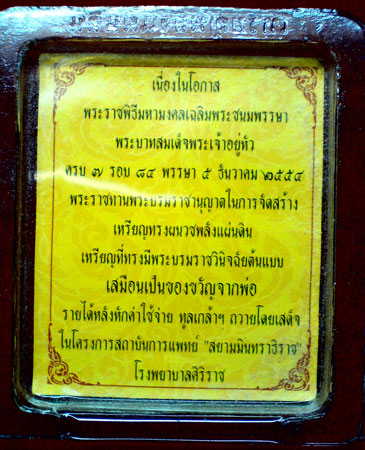 เนื่องในโอกาส
พระราชพิธีมหามงคลเฉลิมพระชนมพรรษา
พระบาทสมเด็จพระเจ้าอยู่หัว
ครบ ๗ รอบ ๘๔ พรรษา ๕ ธันวาคม ๒๕๕๔
พระราชทานพระบรมราชานุญาตในการจัดสร้าง
เหรียญทรงผนวชพลังแผ่นดิน
เหรียญที่ทรงมีพระบรมราชวินิจฉัยต้นแบบ
เสมือนเป็นของขวัญจากพ่อ
รายได้หลังหักค่าใช้จ่าย ทูลเกล้าฯ ถวายโดยเสด็จ
ในโครงการสถาบันการแพทย์ "สยามมินทราธิราช"
โรงพยาบาลศิริราช